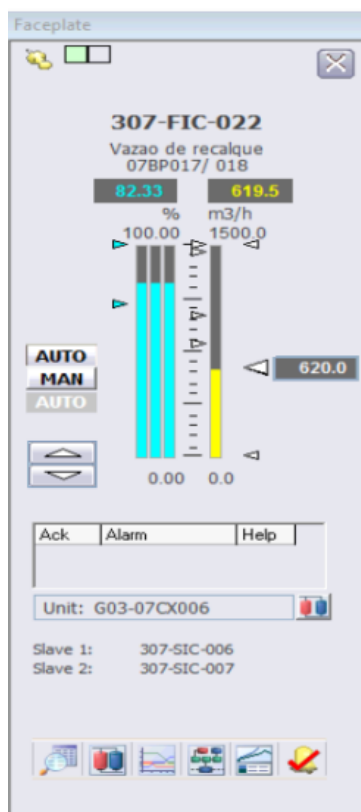 Faceplate
307-FIC-022
Vazao de recalque
07BP017/ 018
82.33 619.5
% m3/h
100.00 1500.0
AUTO
MAN
AUTO
620.0
0.00 0.0
Ack Alarm Help
Unit: G03-07CX006
Slave 1: 307-SIC-006
Slave 2: 307-SIC-007